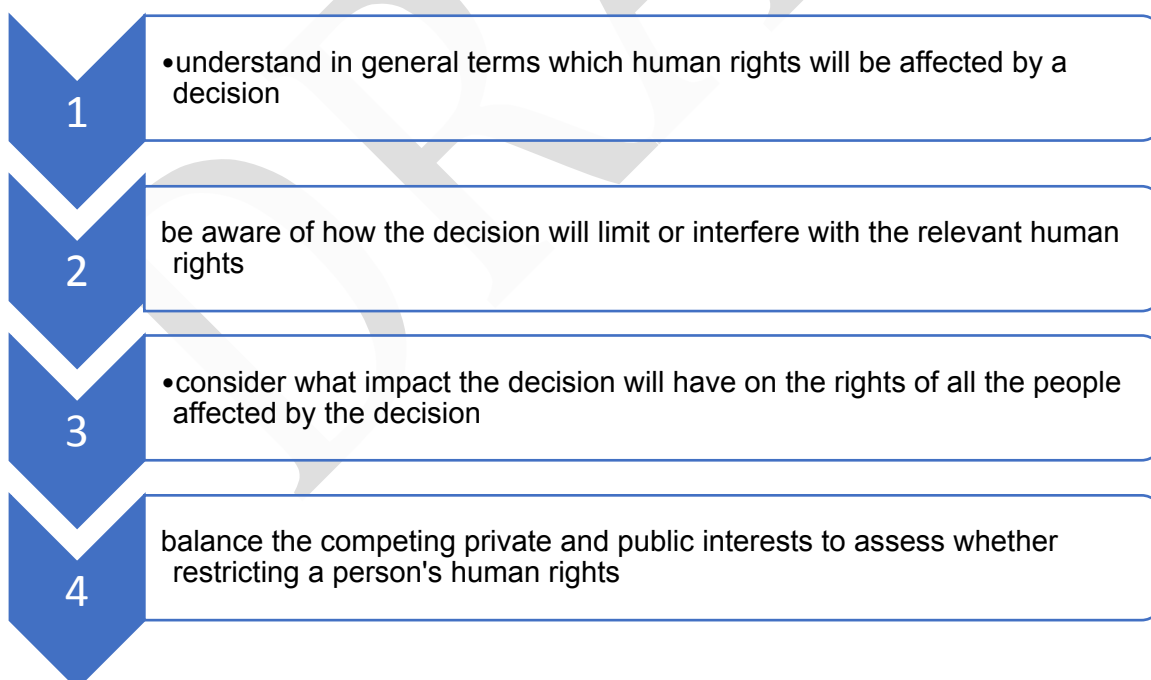 1
•understand in general terms which human rights will be affected by a
decision
2
be aware of how the decision will limit or interfere with the relevant human
rights
3
•consider what impact the decision will have on the rights of all the people
affected by the decision
4
balance the competing private and public interests to assess whether
restricting a person's human rights